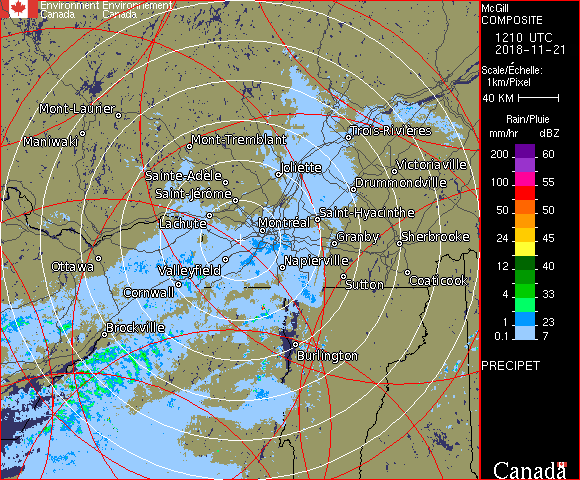 Environment Environnement
Canada Canada
McGill
COMPOSITE
1210 UTC
2018-11-21
Scale/Échelle:
1km/Pixel
40 KM
Rain/Pluie
mm/hr dBZ
200 60
150 57
100 55
50 50
24 45
12 40
4 33
1 23
0.1 7
PRECIPET
Mont-Laurier
Maniwaki
Mont-Tremblant
Trois-Rivières
Joliette
Victoriaville
Sainte-Adèle
Drummondville
Saint-Jérôme
Saint-Hyacinthe
Lachute
Montréal
Granby
Sherbrooke
Ottawa
Napierville
Valleyfield
Coaticook
Sutton
Cornwall
Brockville
Burlington
Canada